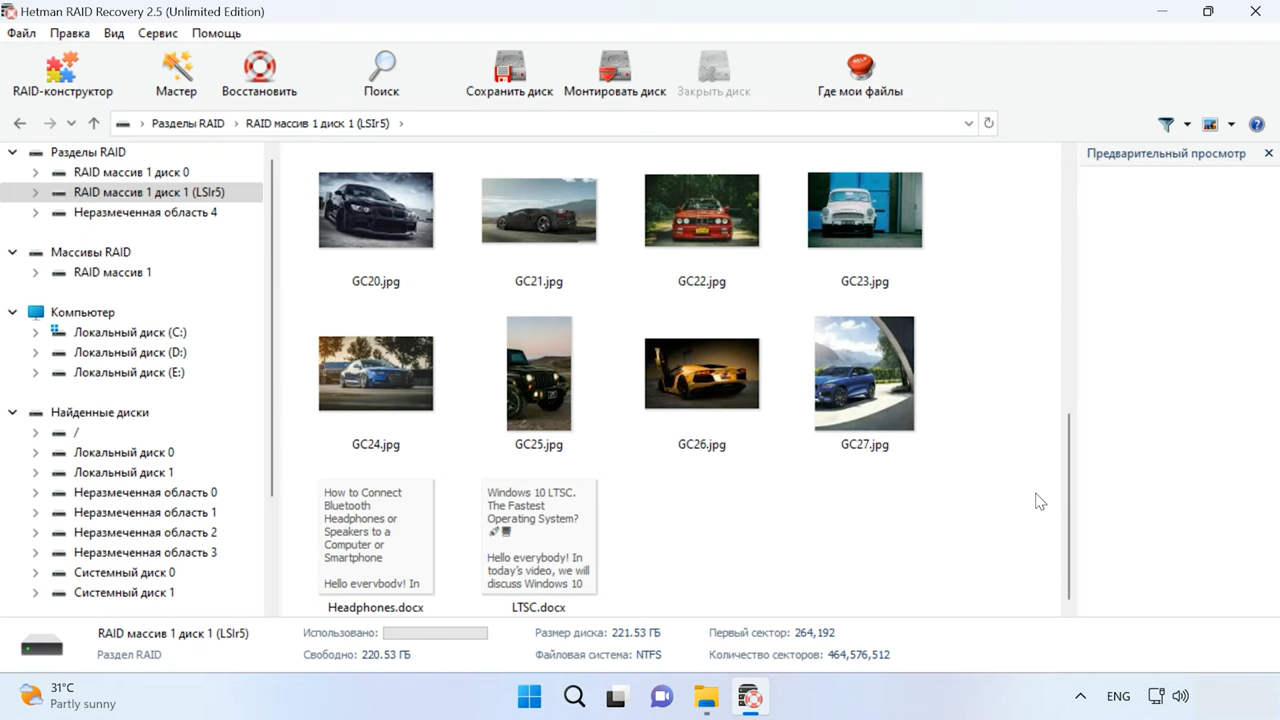 Hetman RAID Recovery 2.5 (Unlimited Edition)
Файл Правка Вид Сервис Помощь
RAID-конструктор Мастер Восстановить Поиск Сохранить диск Монтировать диск Закрыть диск Где мои файлы
Разделы RAID RAID массив 1 диск 1 (LSIr5)
Предварительный просмотр
Разделы RAID
RAID массив 1 диск 0
RAID массив 1 диск 1 (LSIr5)
Неразмеченная область 4
Массивы RAID
RAID массив 1
Компьютер
Локальный диск (C:)
Локальный диск (D:)
Локальный диск (E:)
Найденные диски
/
Локальный диск 0
Локальный диск 1
Неразмеченная область 0
Неразмеченная область 1
Неразмеченная область 2
Неразмеченная область 3
Системный диск 0
Системный диск 1
GC20.jpg GC21.jpg GC22.jpg GC23.jpg
GC24.jpg GC25.jpg GC26.jpg GC27.jpg
How to Connect
Bluetooth
Headphones or
Speakers to a
Computer or
Smartphone
Hello everybody! In
Headphones.docx
Windows 10 LTSC.
The Fastest
Operating System?
🚀🖥
Hello everybody! In
today's video, we will
discuss Windows 10
LTSC.docx
RAID массив 1 диск 1 (LSIr5) Использовано: Размер диска: 221.53 ГБ Первый сектор: 264,192
Раздел RAID Свободно: 220.53 ГБ Файловая система: NTFS Количество секторов: 464,576,512
31°C
Partly sunny
ENG